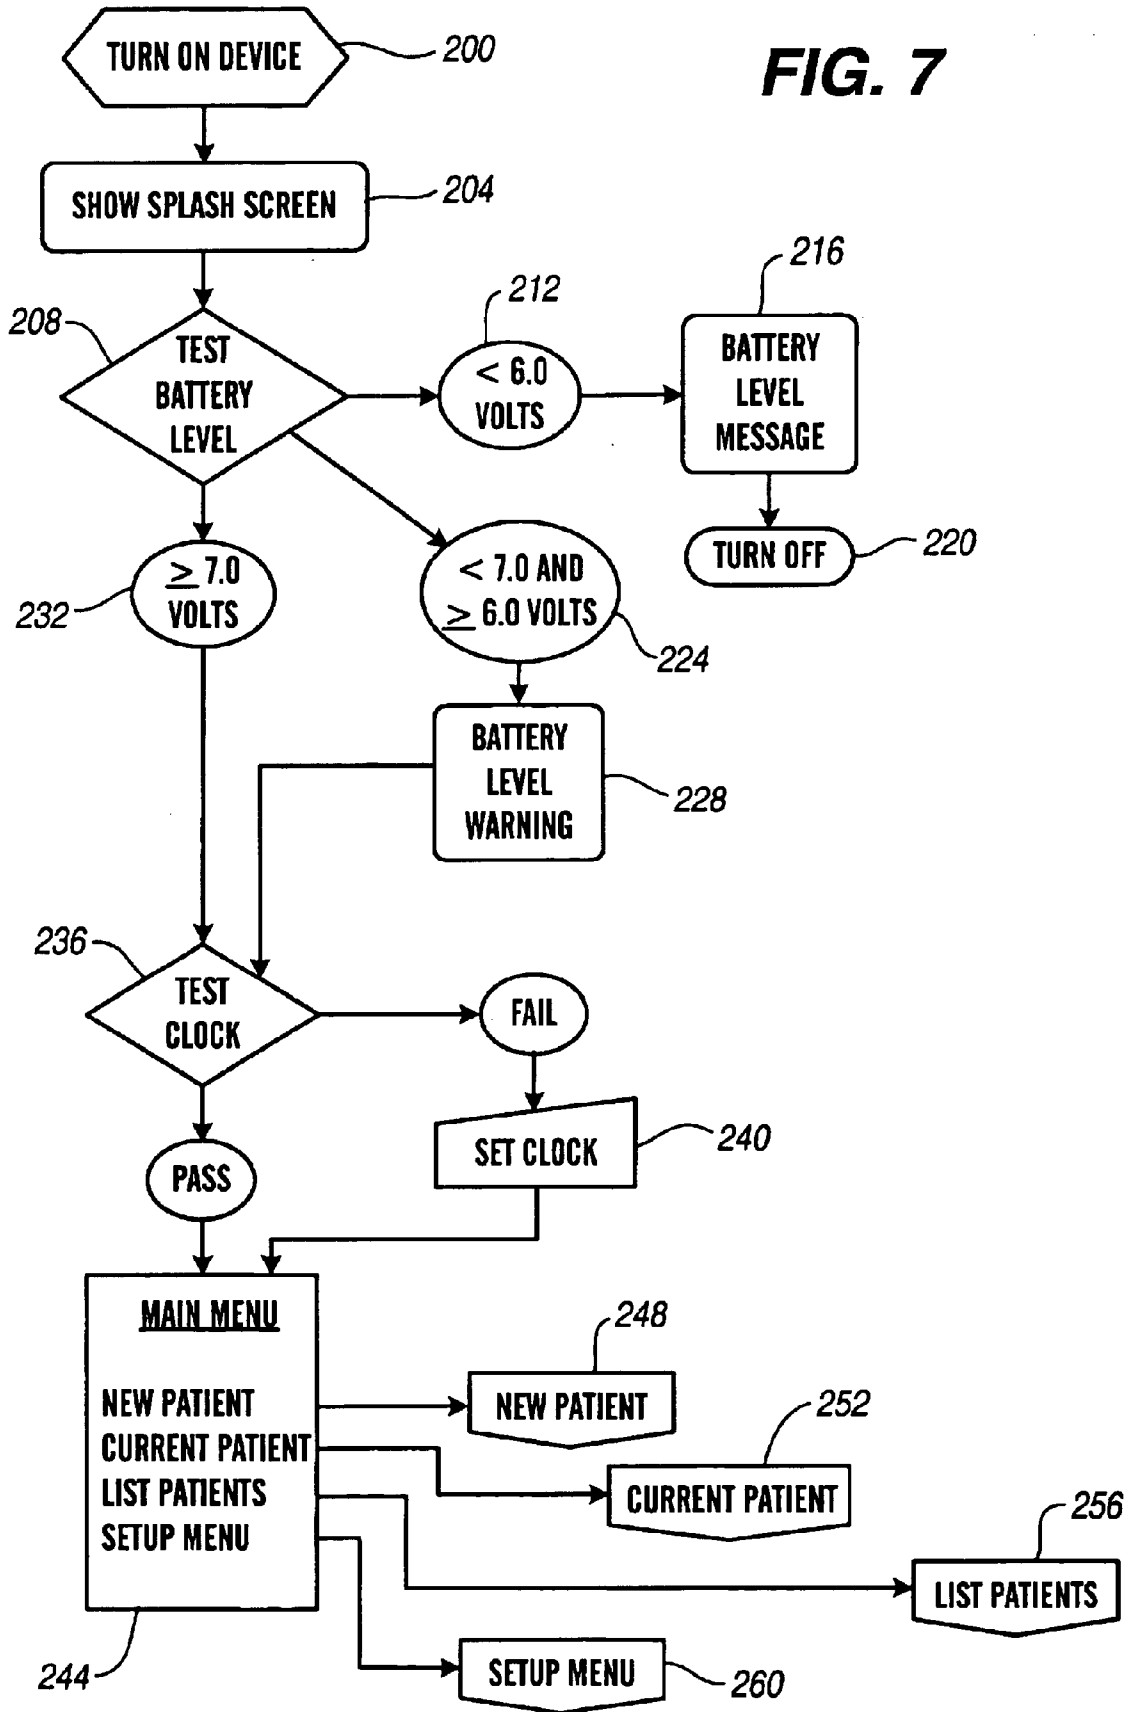 FIG. 7
TURN ON DEVICE
200
SHOW SPLASH SCREEN
204
208
TEST
BATTERY
LEVEL
212
< 6.0
VOLTS
216
BATTERY
LEVEL
MESSAGE
TURN OFF
220
≥ 7.0
VOLTS
232
< 7.0 AND
≥ 6.0 VOLTS
224
BATTERY
LEVEL
WARNING
228
236
TEST
CLOCK
FAIL
SET CLOCK
240
PASS
MAIN MENU
NEW PATIENT
CURRENT PATIENT
LIST PATIENTS
SETUP MENU
244
248
NEW PATIENT
252
CURRENT PATIENT
256
LIST PATIENTS
SETUP MENU
260